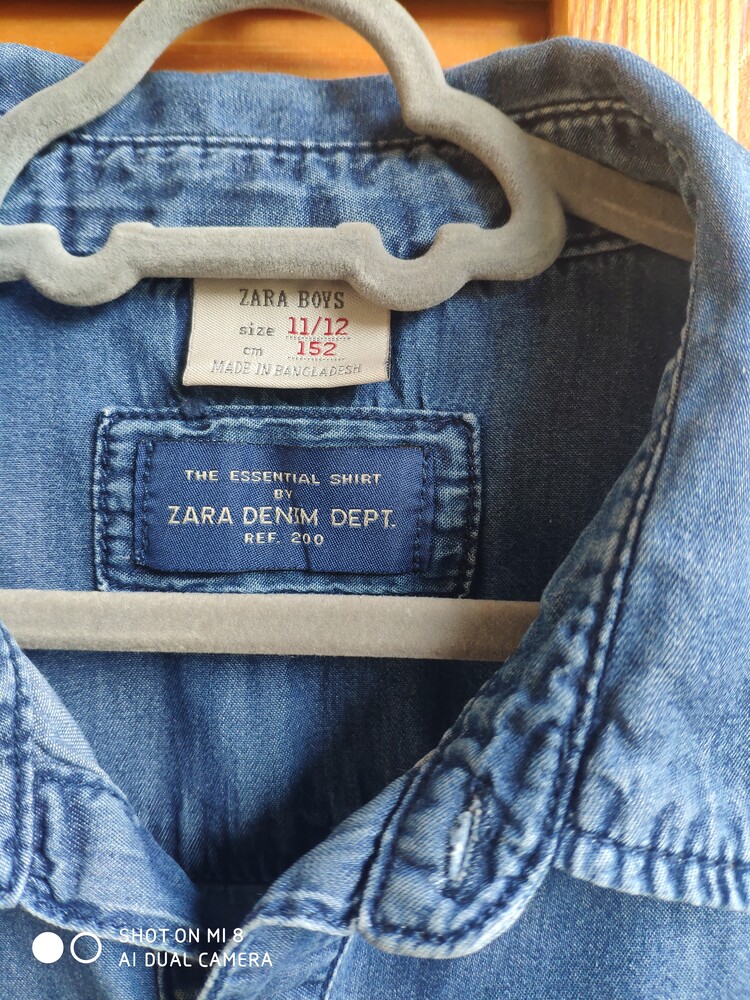 ZARA BOYS
size 11/12
cm 152
MADE IN BANGLADESH
THE ESSENTIAL SHIRT
BY
ZARA DENIM DEPT.
REF. 200
SHOT ON MI 8
AI DUAL CAMERA